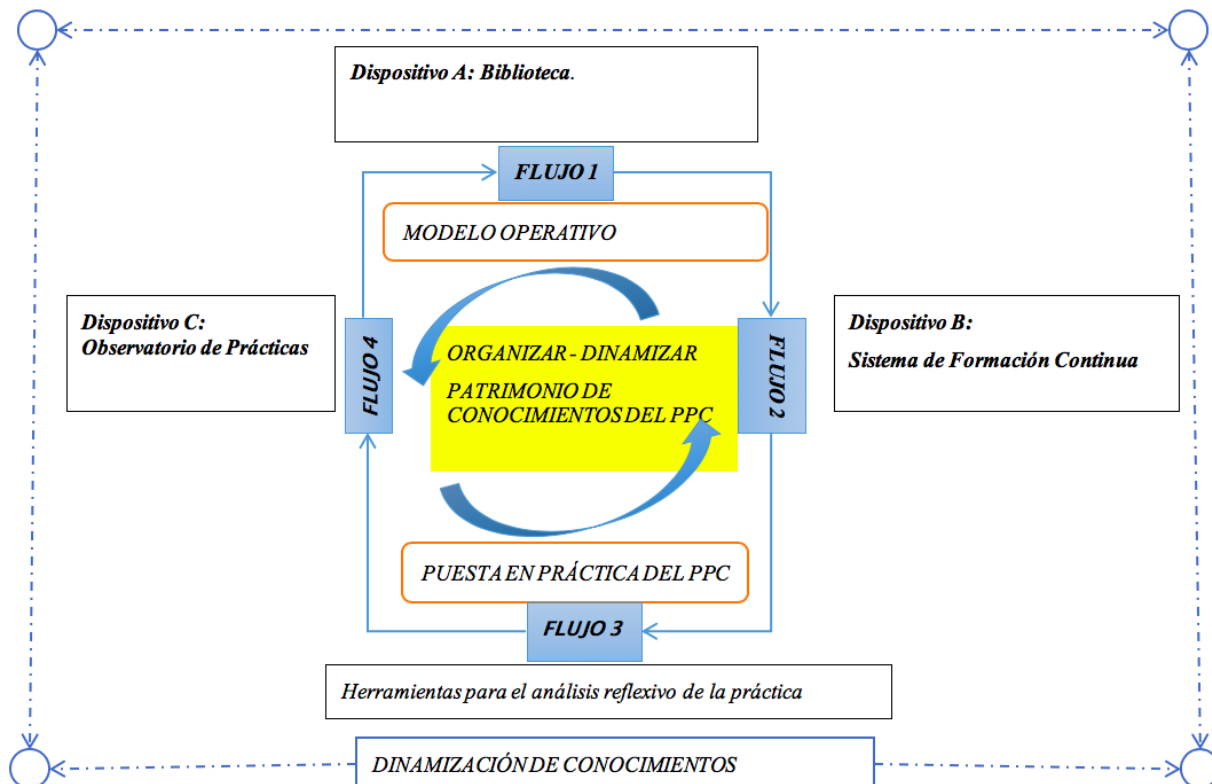 Dispositivo A: Biblioteca.
FLUJO 1
MODELO OPERATIVO
Dispositivo C:
Observatorio de Prácticas
FLUJO 4
ORGANIZAR - DINAMIZAR
PATRIMONIO DE
CONOCIMIENTOS DEL PPC
FLUJO 2
Dispositivo B:
Sistema de Formación Continua
PUESTA EN PRÁCTICA DEL PPC
FLUJO 3
Herramientas para el análisis reflexivo de la práctica
DINAMIZACIÓN DE CONOCIMIENTOS